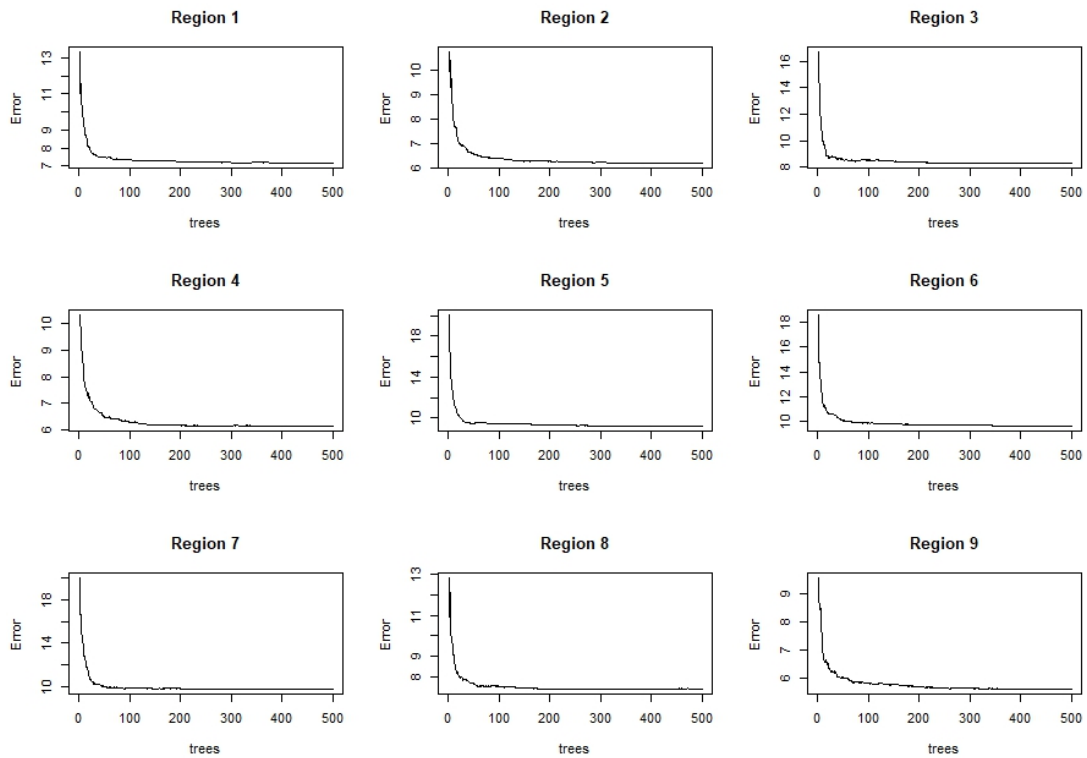 Region 1
Error
7 8 9 11 13
0 100 200 300 400 500
trees
Region 2
Error
6 7 8 9 10
0 100 200 300 400 500
trees
Region 3
Error
8 10 12 14 16
0 100 200 300 400 500
trees
Region 4
Error
6 7 8 9 10
0 100 200 300 400 500
trees
Region 5
Error
10 14 18
0 100 200 300 400 500
trees
Region 6
Error
10 12 14 16 18
0 100 200 300 400 500
trees
Region 7
Error
10 14 18
0 100 200 300 400 500
trees
Region 8
Error
8 9 11 13
0 100 200 300 400 500
trees
Region 9
Error
6 7 8 9
0 100 200 300 400 500
trees